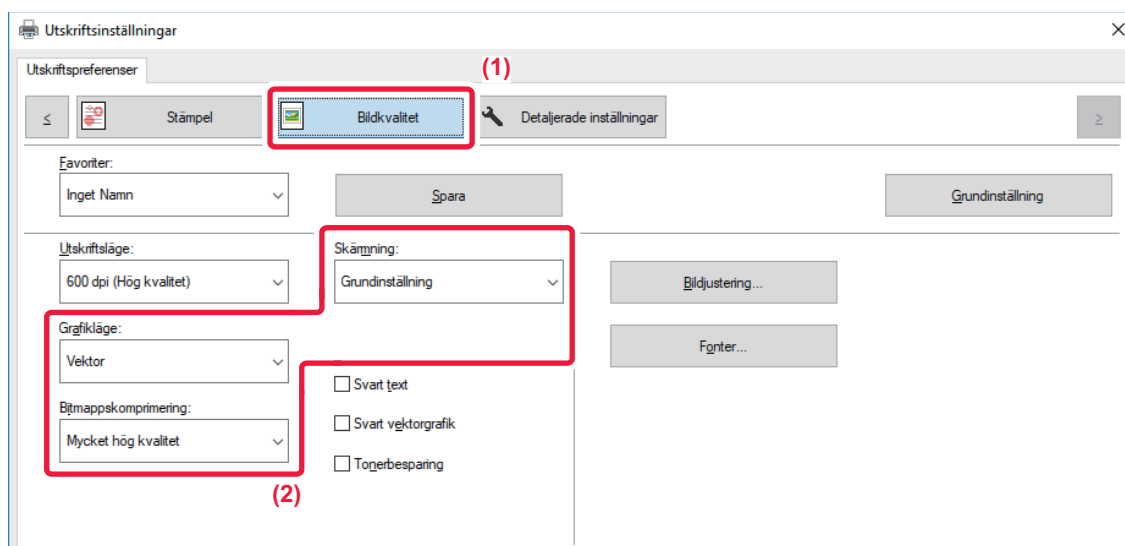 Utskriftsinställningar
Utskriftspreferenser
(1)
<
Stämpel
Bildkvalitet
Detaljerade inställningar
>
Favoriter:
Inget Namn
Spara
Grundinställning
Utskriftsläge:
Skärmning:
600 dpi (Hög kvalitet)
Grundinställning
Bildjustering...
Grafikläge:
Vektor
Fonter...
Svart text
Bitmappskomprimering:
Svart vektorgrafik
Mycket hög kvalitet
Tonerbesparing
(2)